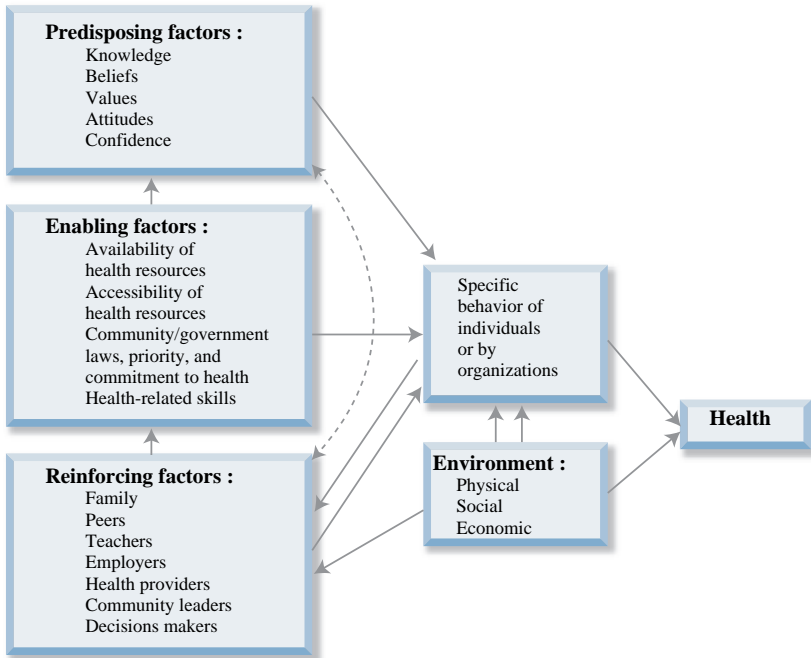 Predisposing factors :
Knowledge
Beliefs
Values
Attitudes
Confidence
Enabling factors :
Availability of
health resources
Accessibility of
health resources
Community/government
laws, priority, and
commitment to health
Health-related skills
Reinforcing factors :
Family
Peers
Teachers
Employers
Health providers
Community leaders
Decisions makers
Specific
behavior of
individuals
or by
organizations
Environment :
Physical
Social
Economic
Health